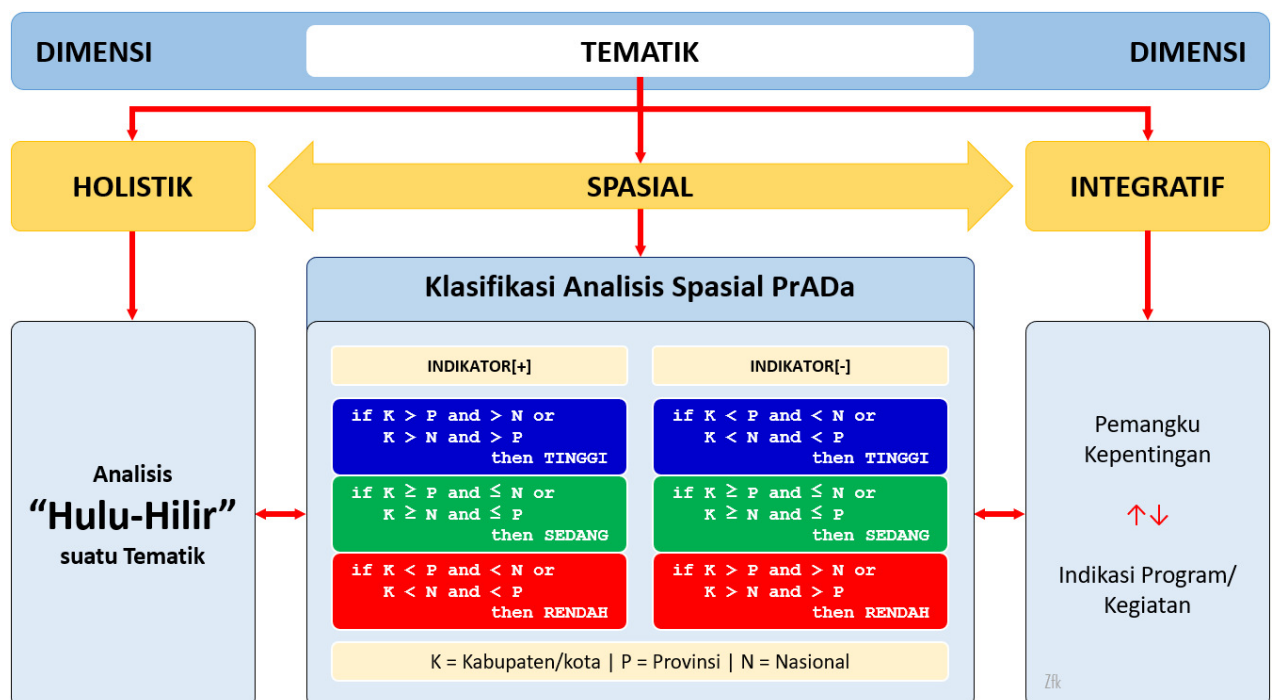 DIMENSI
TEMATIK
DIMENSI
HOLISTIK
SPASIAL
INTEGRATIF
Klasifikasi Analisis Spasial PrADa
INDIKATOR[+]
INDIKATOR[-]
if K > P and > N or
K > N and > P
then TINGGI
if K < P and < N or
K < N and < P
then TINGGI
if K ≥ P and ≤ N or
K ≥ N and ≤ P
then SEDANG
if K ≥ P and ≤ N or
K ≥ N and ≤ P
then SEDANG
if K < P and < N or
K < N and < P
then RENDAH
if K > P and > N or
K > N and > P
then RENDAH
K = Kabupaten/kota | P = Provinsi | N = Nasional
Analisis
“Hulu-Hilir”
suatu Tematik
Pemangku
Kepentingan
↑↓
Indikasi Program/
Kegiatan
Zfk